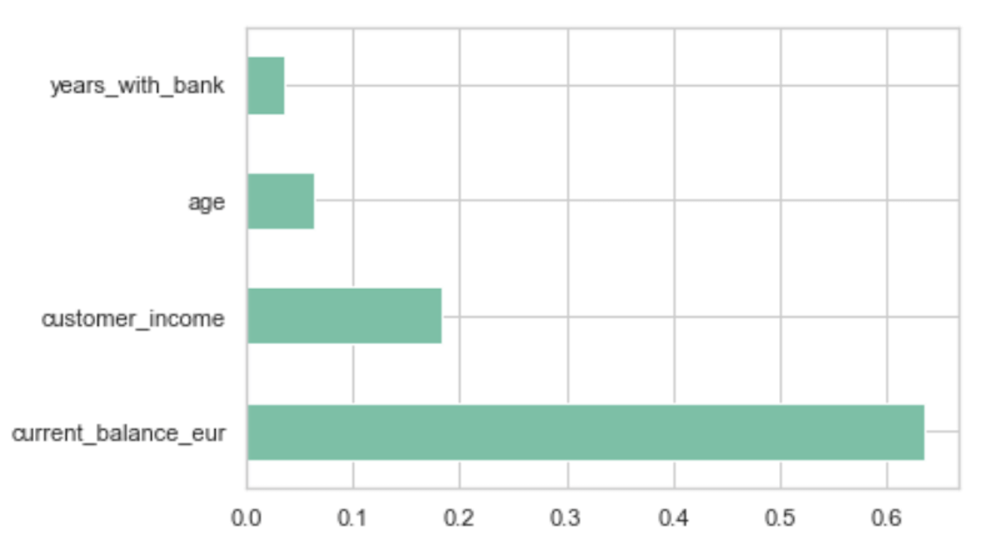 years_with_bank
age
customer_income
current_balance_eur
0.0 0.1 0.2 0.3 0.4 0.5 0.6